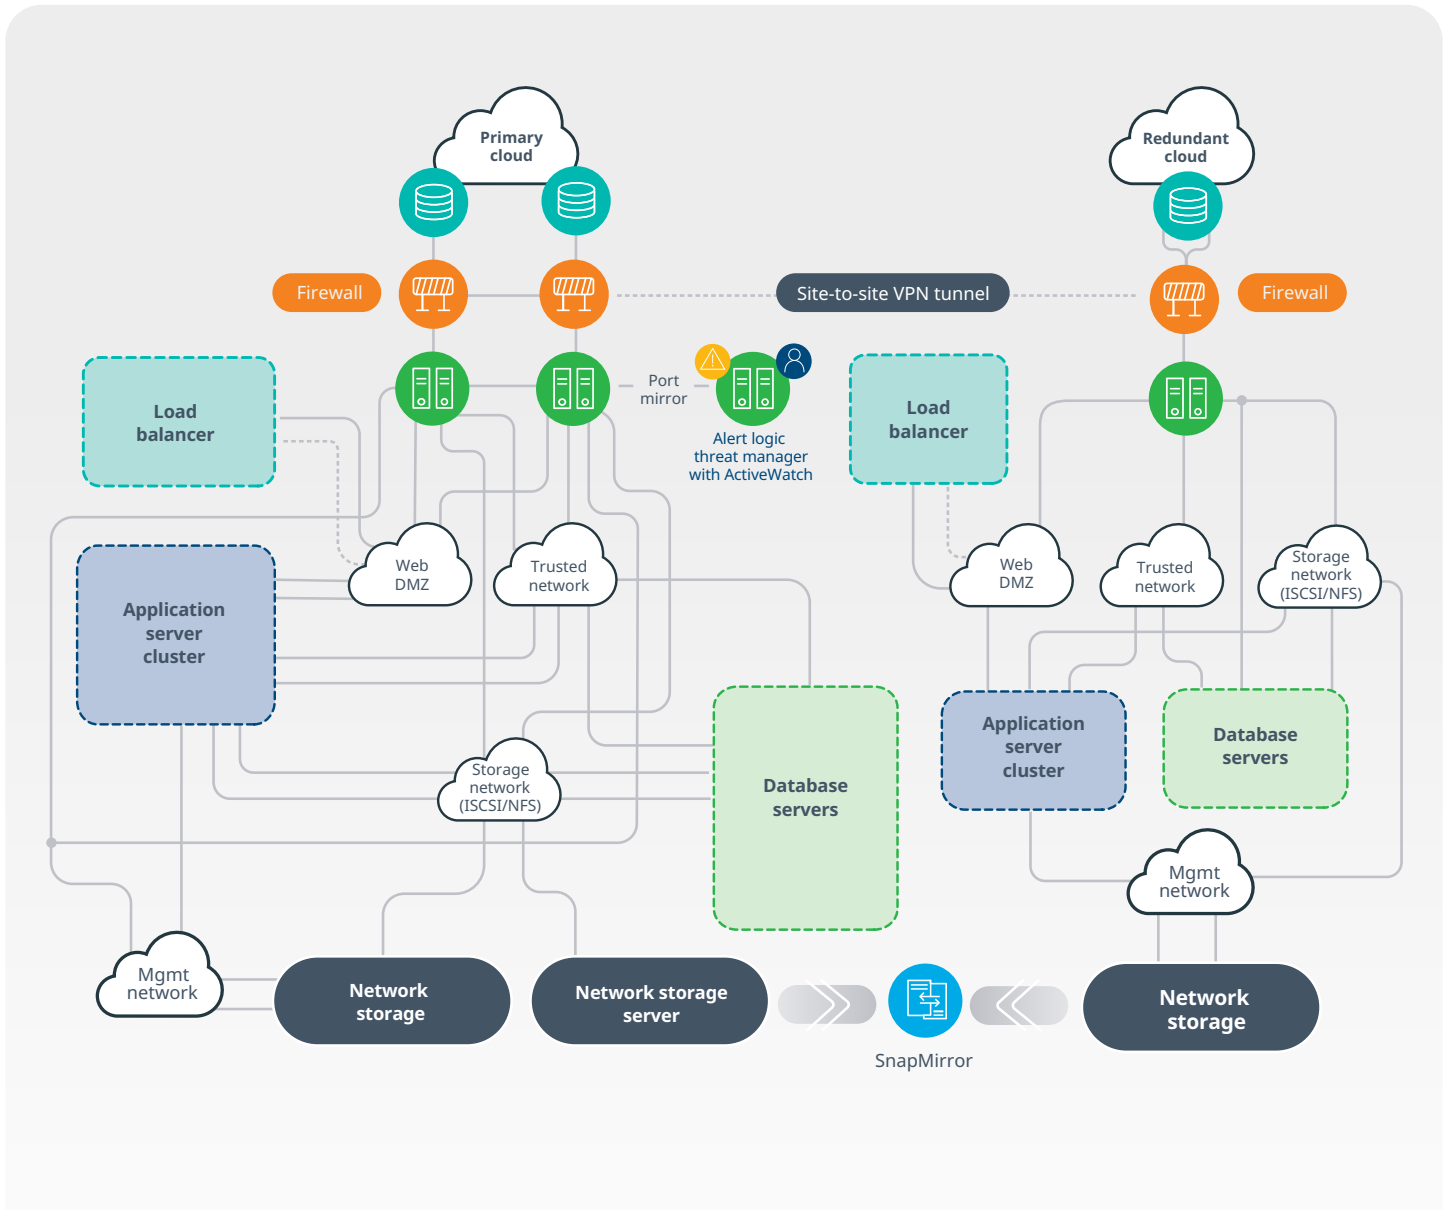 Primary
cloud
Redundant
cloud
Firewall
Site-to-site VPN tunnel
Firewall
Port
mirror
Alert logic
threat manager
with ActiveWatch
Load
balancer
Load
balancer
Web
DMZ
Trusted
network
Web
DMZ
Trusted
network
Storage
network
(ISCSI/NFS)
Application
server
cluster
Storage
network
(ISCSI/NFS)
Database
servers
Application
server
cluster
Database
servers
Mgmt
network
Mgmt
network
Network
storage
Network storage
server
SnapMirror
Network
storage